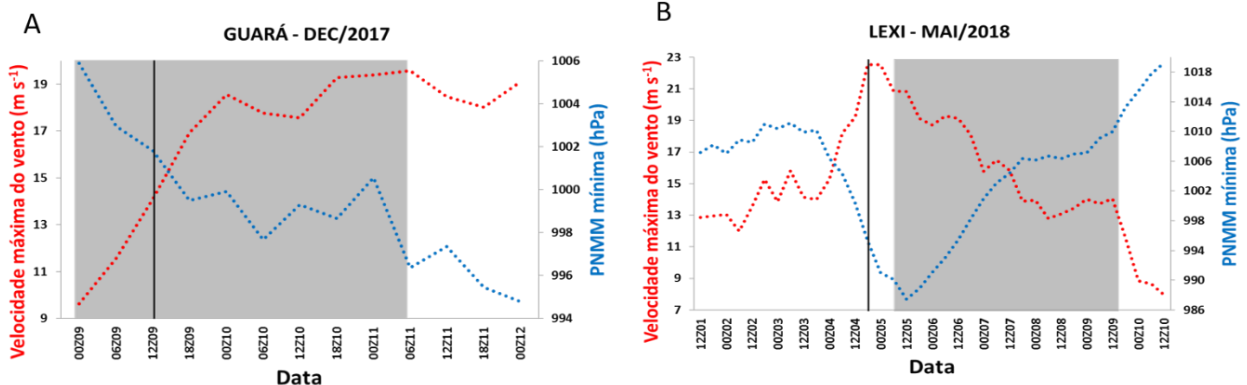 A
GUARÁ - DEC/2017
Velocidade máxima do vento (m s-1)
19
17
15
13
11
9
1006
1004
1002
1000
998
996
994
PNMM mínima (hPa)
00Z09
06Z09
12Z09
18Z09
00Z10
06Z10
12Z10
18Z10
00Z11
06Z11
12Z11
18Z11
00Z12
Data
B
LEXI - MAI/2018
Velocidade máxima do vento (m s-1)
23
21
19
17
15
13
11
9
7
1018
1014
1010
1006
1002
998
994
990
986
PNMM mínima (hPa)
12Z01
00Z02
12Z02
00Z03
12Z03
00Z04
12Z04
00Z05
12Z05
00Z06
12Z06
00Z07
12Z07
00Z08
12Z08
00Z09
12Z09
00Z10
12Z10
Data